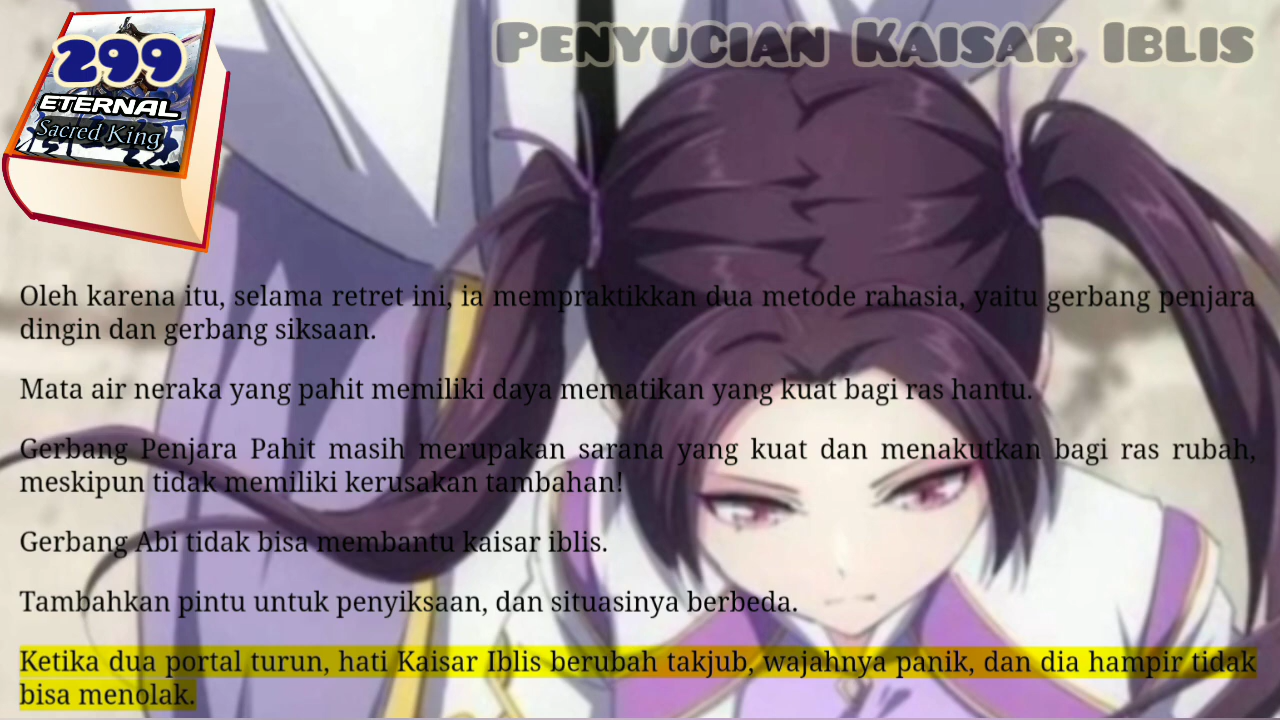 Penyucian Kaisar Iblis
299
ETERNAL
Sacred King
Oleh karena itu, selama retret ini, ia mempraktikkan dua metode rahasia, yaitu gerbang penjara
dingin dan gerbang siksaan.
Mata air neraka yang pahit memiliki daya mematikan yang kuat bagi ras hantu.
Gerbang Penjara Pahit masih merupakan sarana yang kuat dan menakutkan bagi ras rubah,
meskipun tidak memiliki kerusakan tambahan!
Gerbang Abi tidak bisa membantu kaisar iblis.
Tambahkan pintu untuk penyiksaan, dan situasinya berbeda.
Ketika dua portal turun, hati Kaisar Iblis berubah takjub, wajahnya panik, dan dia hampir tidak
bisa menolak.